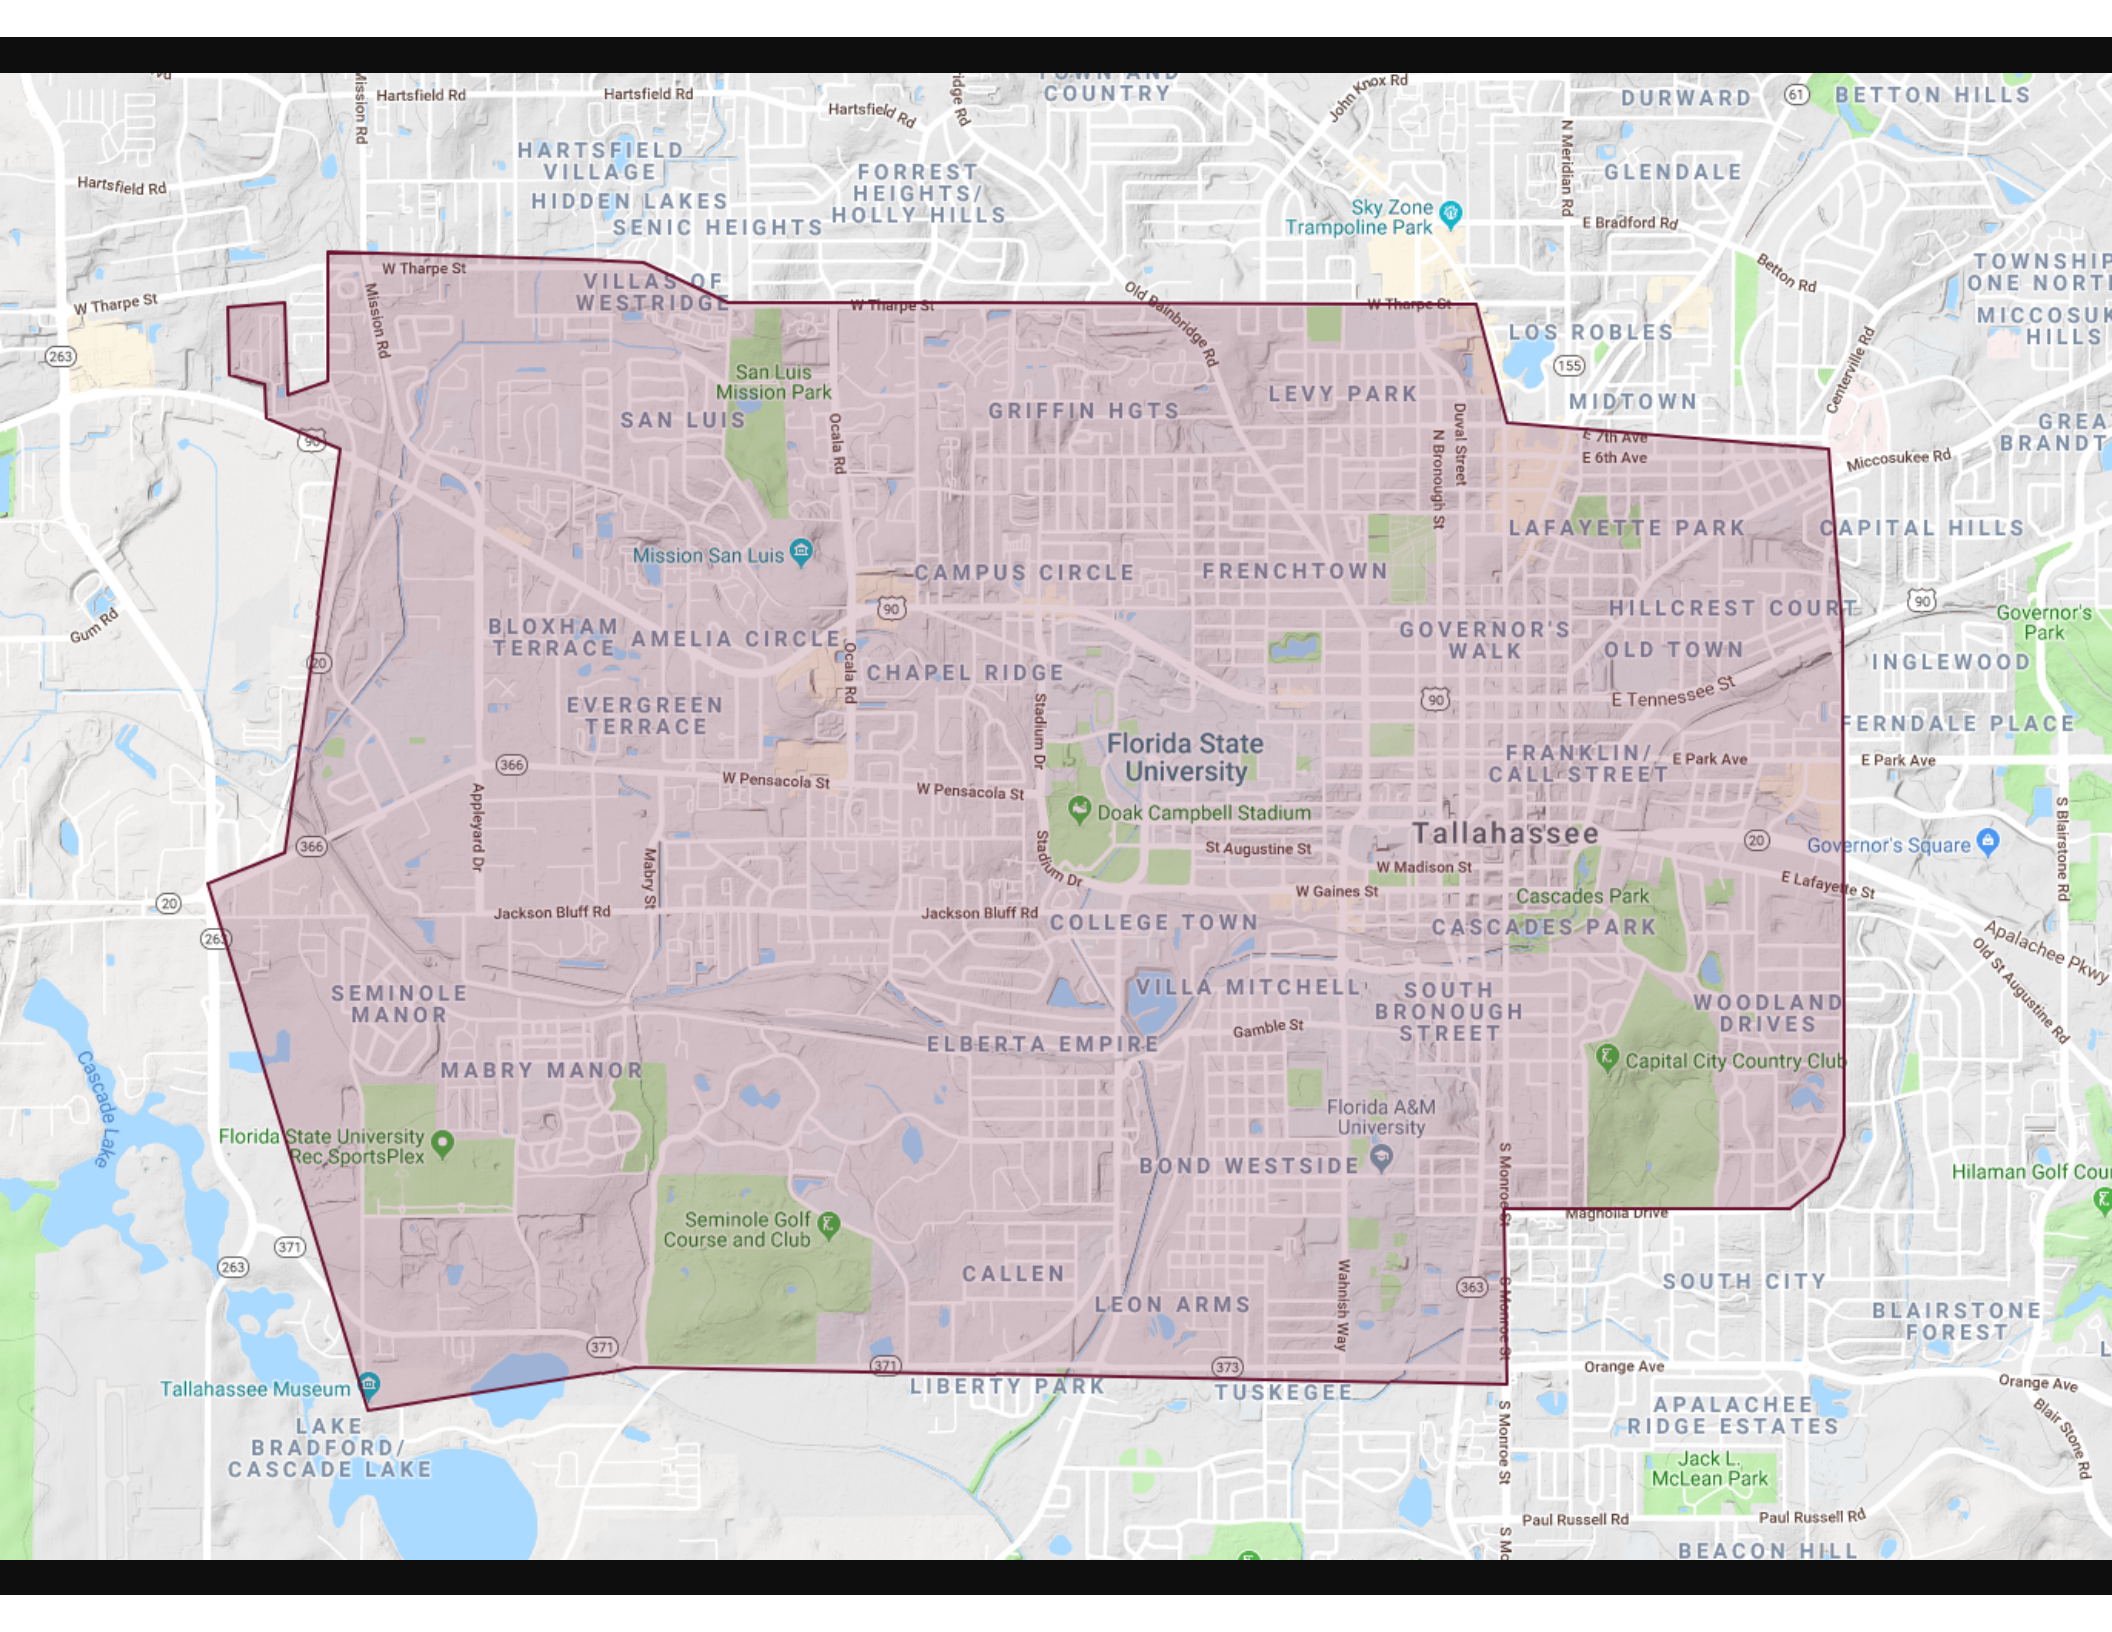 Mission Rd
Hartsfield Rd
Hartsfield Rd
Hartsfield Rd
TOWN AND
COUNTRY
John Knox Rd
DURWARD
61
BETTON HILLS
HARTSFIELD
VILLAGE
HIDDEN LAKES
SENIC HEIGHTS
FORREST
HEIGHTS/
HOLLY HILLS
N Meridian Rd
GLENDALE
Hartsfield Rd
Sky Zone
Trampoline Park
E Bradford Rd
Betton Rd
TOWNSHIP
ONE NORT
MICCOSUK
HILLS
W Tharpe St
W Tharpe St
Mission Rd
VILLAS OF
WESTRIDGE
W Tharpe St
Old Bainbridge Rd
W Tharpe St
LOS ROBLES
155
MIDTOWN
Centerville Rd
263
San Luis
Mission Park
SAN LUIS
Ocala Rd
GRIFFIN HGTS
LEVY PARK
Duval Street
N Bronough St
E 7th Ave
E 6th Ave
Miccosukee Rd
GREA
BRANDT
90
Mission San Luis
CAMPUS CIRCLE
FRENCHTOWN
LAFAYETTE PARK
CAPITAL HILLS
90
90
HILLCREST COURT
Governor's
Park
Gum Rd
20
BLOXHAM
TERRACE
AMELIA CIRCLE
Ocala Rd
CHAPEL RIDGE
GOVERNOR'S
WALK
OLD TOWN
INGLEWOOD
EVERGREEN
TERRACE
Stadium Dr
90
E Tennessee St
FERNDALE PLACE
366
W Pensacola St
W Pensacola St
Florida State
University
Doak Campbell Stadium
FRANKLIN/
CALL STREET
E Park Ave
E Park Ave
S Blairstone Rd
Appleyard Dr
366
Mabry St
Stadium Dr
St Augustine St
Tallahassee
W Madison St
20
Governor's Square
E Lafayette St
20
263
Jackson Bluff Rd
Jackson Bluff Rd
W Gaines St
Cascades Park
COLLEGE TOWN
CASCADES PARK
Apalachee Pkwy
Old St Augustine Rd
SEMINOLE
MANOR
VILLA MITCHELL
SOUTH
BRONOUGH
STREET
WOODLAND
DRIVES
Gamble St
ELBERTA EMPIRE
MABRY MANOR
Capital City Country Club
Cascade Lake
Florida State University
Rec SportsPlex
Florida A&M
University
BOND WESTSIDE
S Monroe St
Hilaman Golf Cou
Magnolia Drive
Seminole Golf
Course and Club
371
263
CALLEN
LEON ARMS
Wahnish Way
363
S Monroe St
SOUTH CITY
BLAIRSTONE
FOREST
371
371
373
Tallahassee Museum
LIBERTY PARK
TUSKEGEE
Orange Ave
Orange Ave
LAKE
BRADFORD/
CASCADE LAKE
S Monroe St
APALACHEE
RIDGE ESTATES
Blair Stone Rd
Jack L.
McLean Park
Paul Russell Rd
Paul Russell Rd
BEACON HILL